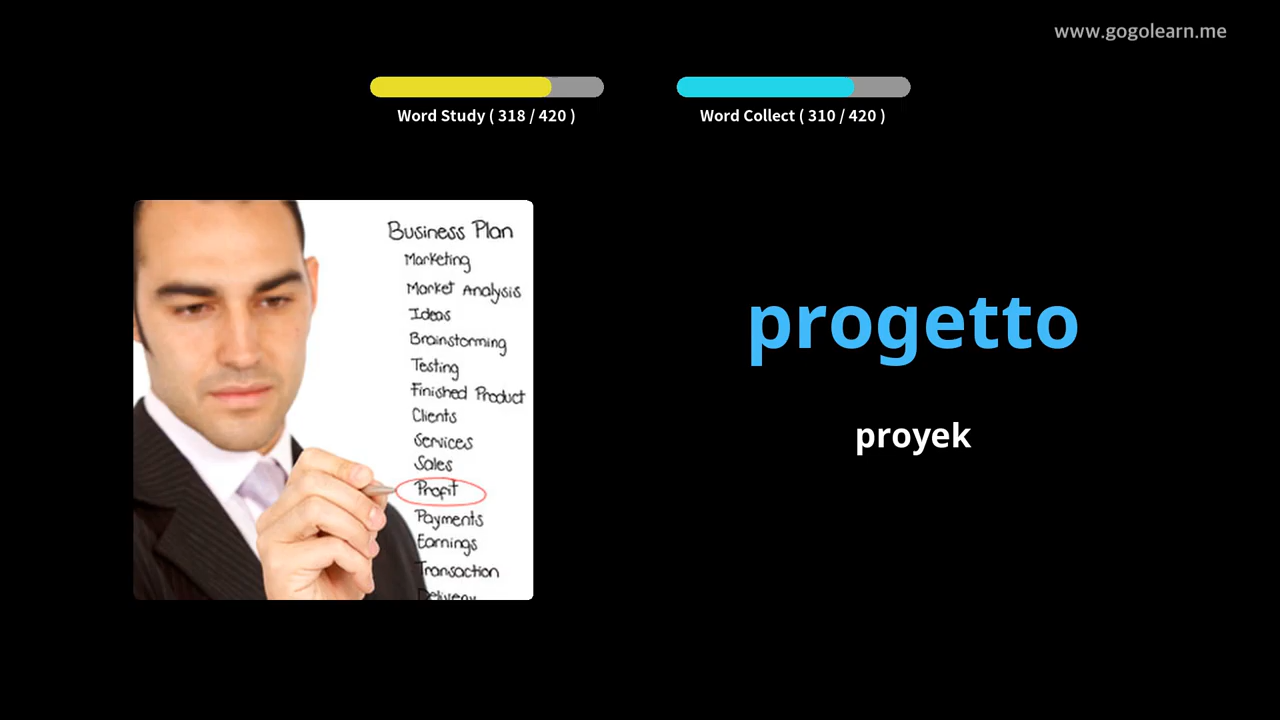 www.gogolearn.me
Word Study ( 318 / 420 )
Word Collect ( 310 / 420 )
Business Plan
Marketing
Market Analysis
Ideas
Brainstorming
Testing
Finished Product
Clients
Services
Sales
Profit
Payments
Earnings
Transaction
Delivery
progetto
proyek